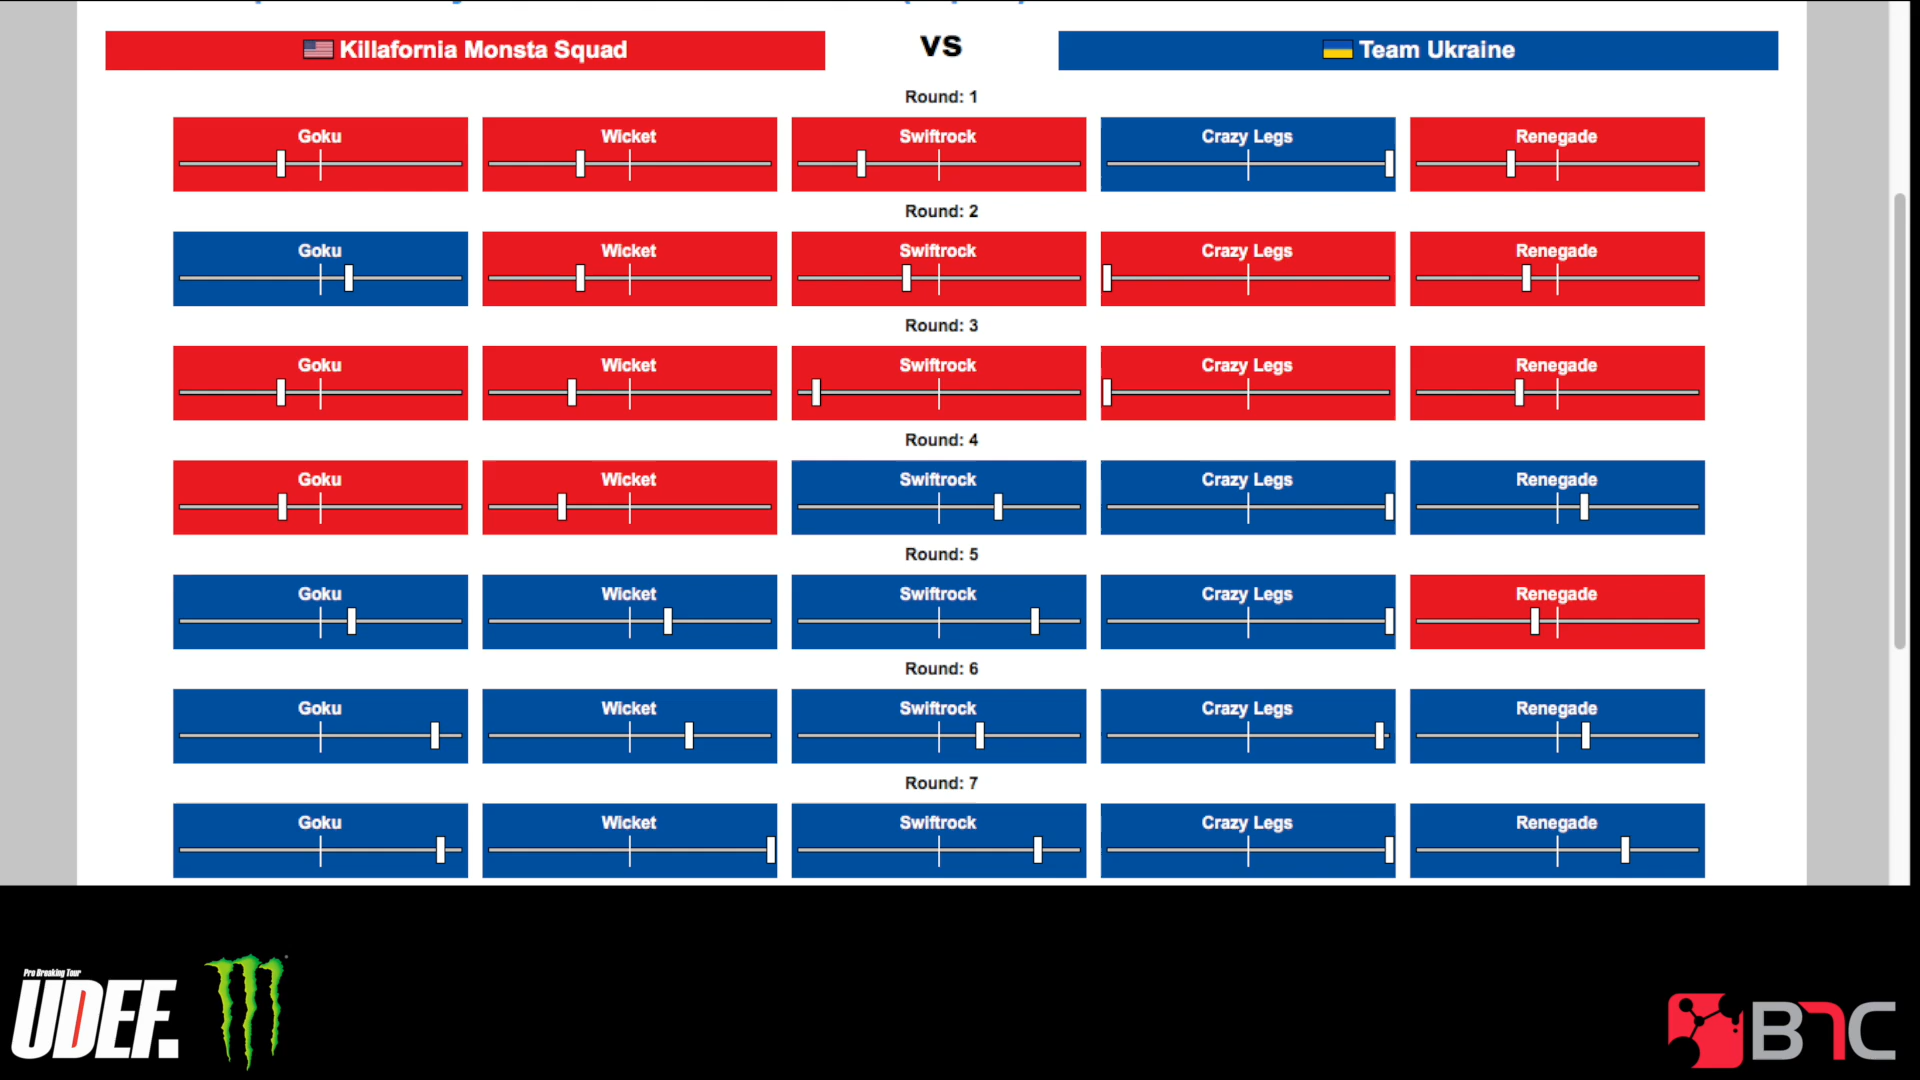 Killafornia Monsta Squad VS Team Ukraine
Round: 1
Goku Wicket Swiftrock Crazy Legs Renegade
Round: 2
Goku Wicket Swiftrock Crazy Legs Renegade
Round: 3
Goku Wicket Swiftrock Crazy Legs Renegade
Round: 4
Goku Wicket Swiftrock Crazy Legs Renegade
Round: 5
Goku Wicket Swiftrock Crazy Legs Renegade
Round: 6
Goku Wicket Swiftrock Crazy Legs Renegade
Round: 7
Goku Wicket Swiftrock Crazy Legs Renegade
Pro Breaking Tour
UDEF.
BNC